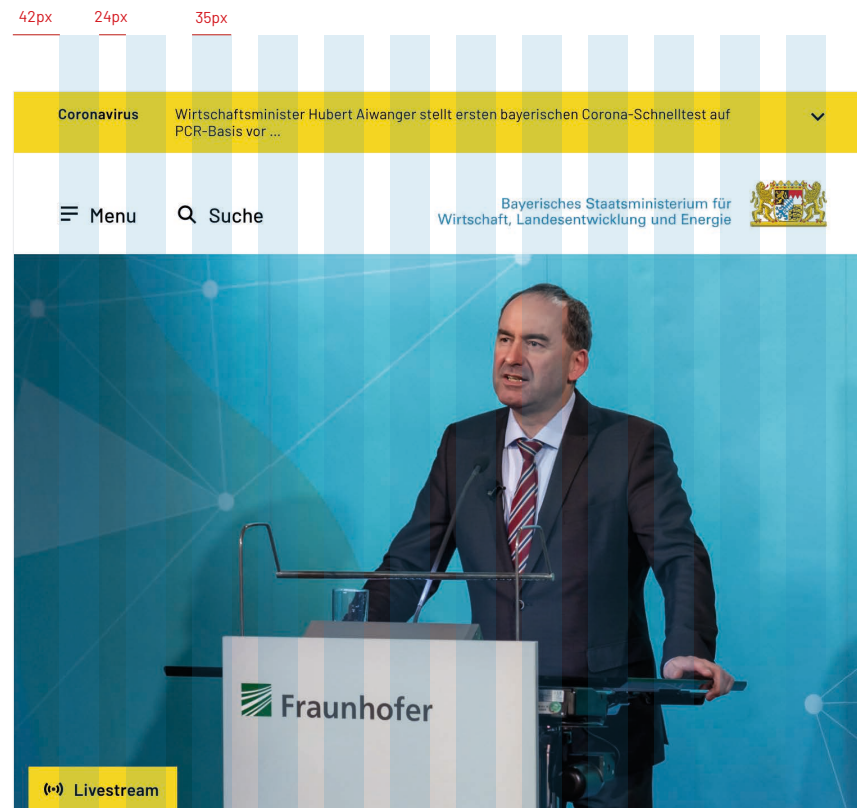 42px 24px 35px
Coronavirus Wirtschaftsminister Hubert Aiwanger stellt ersten bayerischen Corona-Schnelltest auf
PCR-Basis vor ...
Menu Suche
Bayerisches Staatsministerium für
Wirtschaft, Landesentwicklung und Energie
Fraunhofer
Livestream